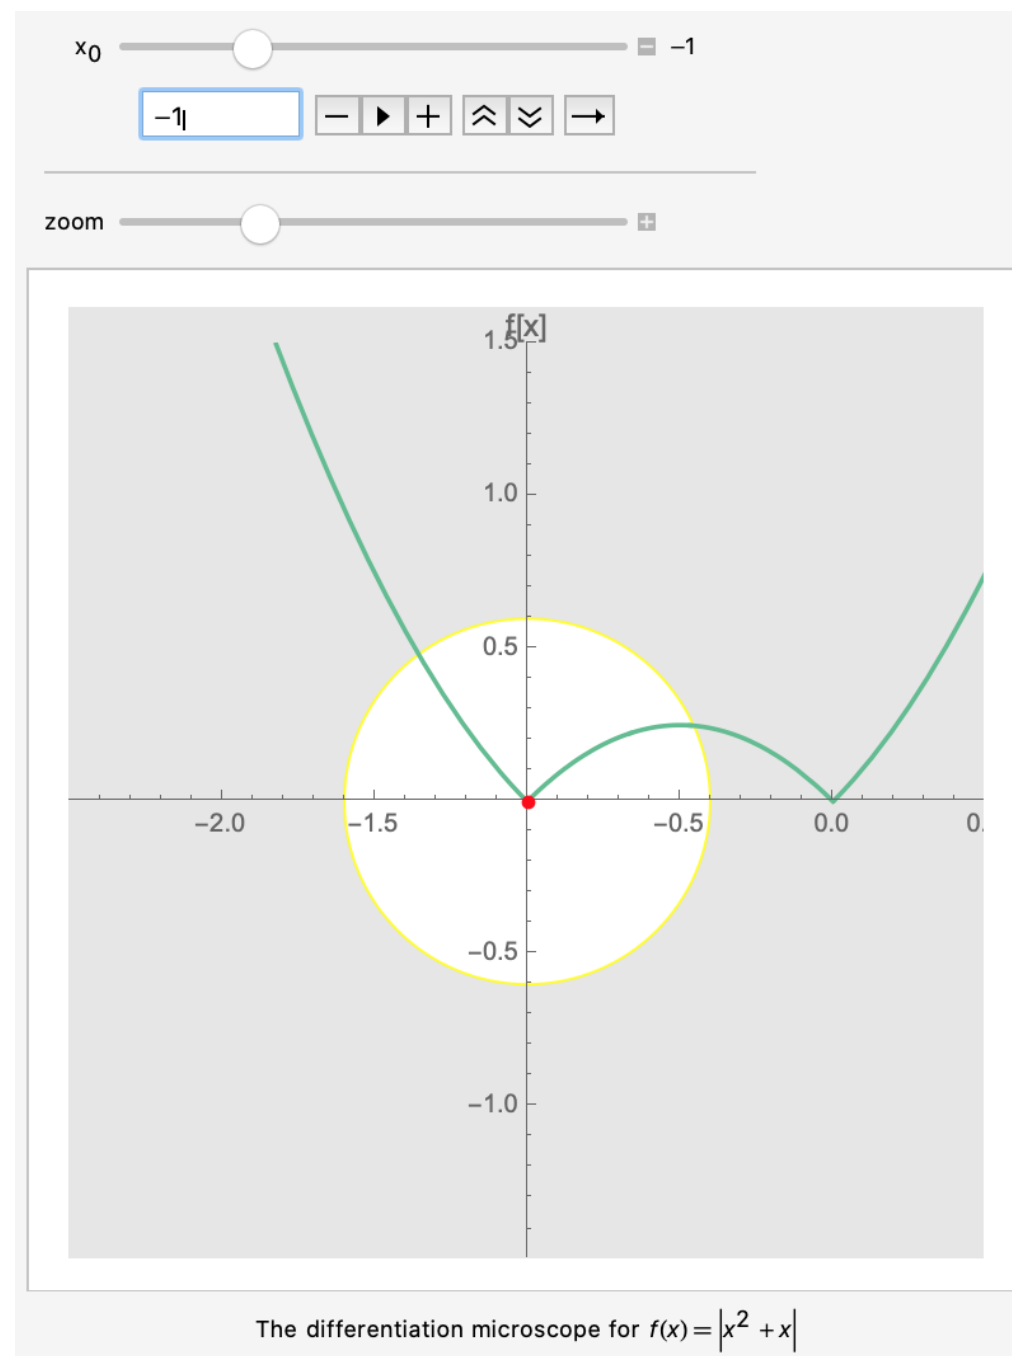 x0 −1
−1
zoom
f[x]
1.5
1.0
0.5
−2.0 −1.5 −0.5 0.0 0.
−0.5
−1.0
The differentiation microscope for f(x) = |x² + x|